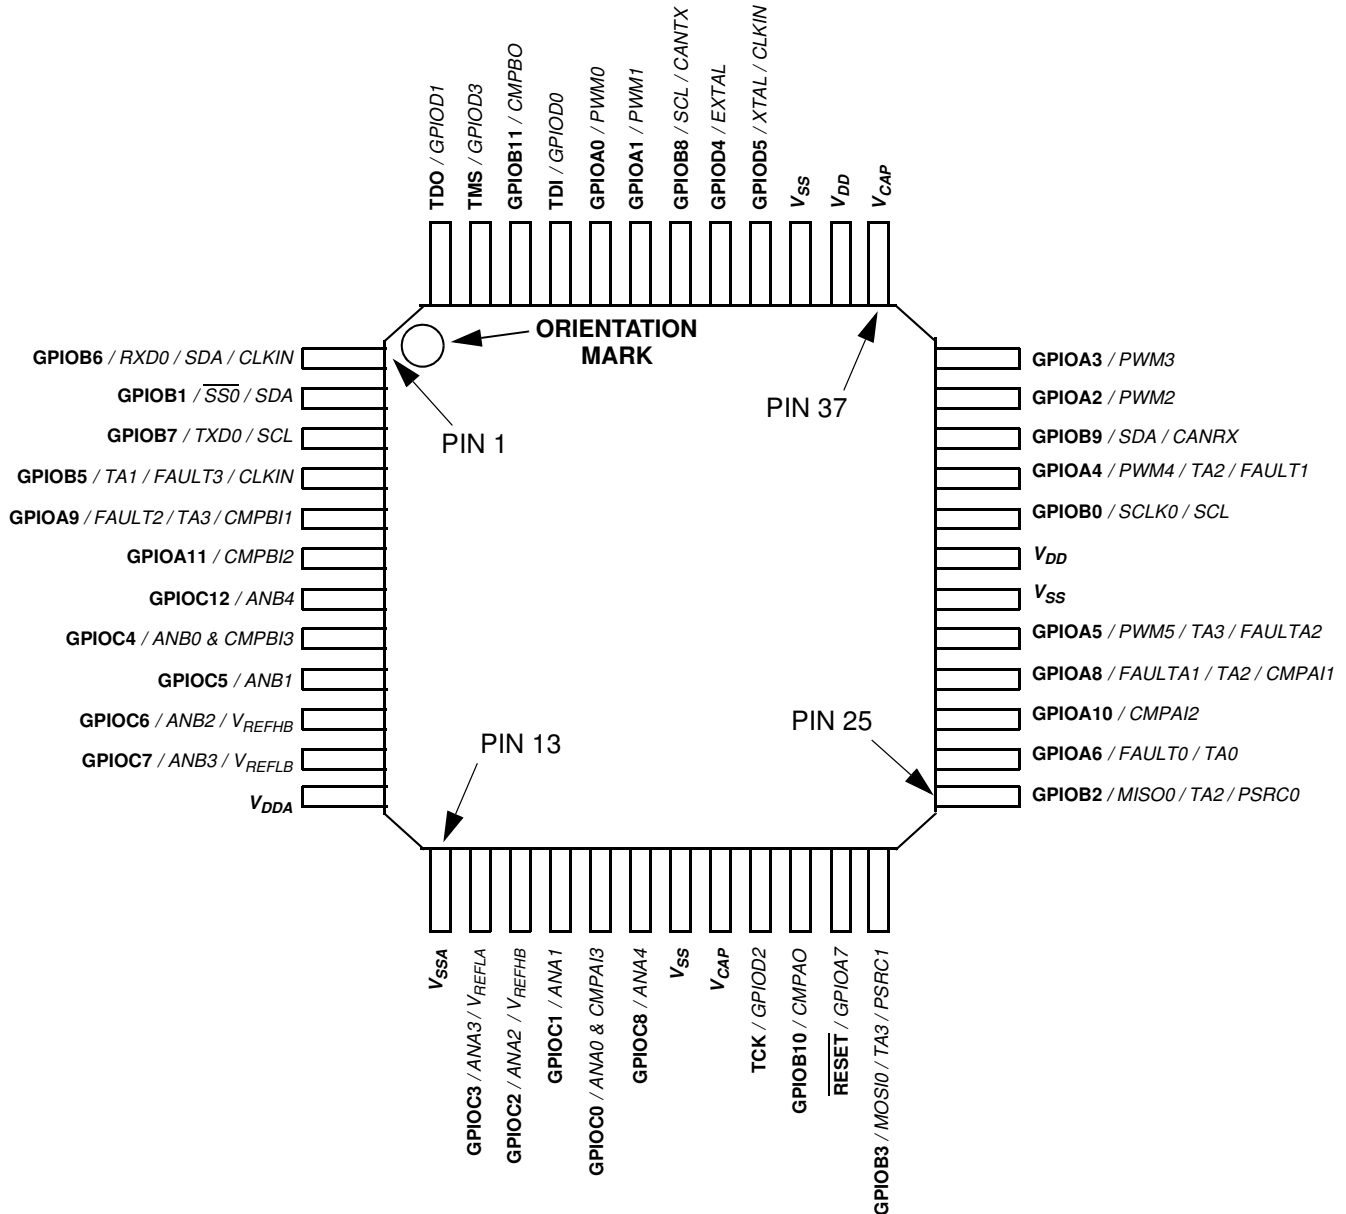 TDO / GPIOD1
TMS / GPIOD3
GPIOB11 / CMPBO
TDI / GPIOD0
GPIOA0 / PWM0
GPIOA1 / PWM1
GPIOB8 / SCL / CANTX
GPIOD4 / EXTAL
GPIOD5 / XTAL / CLKIN
VSS
VDD
VCAP
ORIENTATION
MARK
PIN 1
PIN 37
GPIOB6 / RXD0 / SDA / CLKIN
GPIOB1 / SS0 / SDA
GPIOB7 / TXD0 / SCL
GPIOB5 / TA1 / FAULT3 / CLKIN
GPIOA9 / FAULT2 / TA3 / CMPBI1
GPIOA11 / CMPBI2
GPIOC12 / ANB4
GPIOC4 / ANB0 & CMPBI3
GPIOC5 / ANB1
GPIOC6 / ANB2 / VREFHB
GPIOC7 / ANB3 / VREFLB
VDDA
GPIOA3 / PWM3
GPIOA2 / PWM2
GPIOB9 / SDA / CANRX
GPIOA4 / PWM4 / TA2 / FAULT1
GPIOB0 / SCLK0 / SCL
VDD
VSS
GPIOA5 / PWM5 / TA3 / FAULTA2
GPIOA8 / FAULTA1 / TA2 / CMPAI1
GPIOA10 / CMPAI2
GPIOA6 / FAULT0 / TA0
GPIOB2 / MISO0 / TA2 / PSRC0
PIN 13
PIN 25
VSSA
GPIOC3 / ANA3 / VREFLA
GPIOC2 / ANA2 / VREFHB
GPIOC1 / ANA1
GPIOC0 / ANA0 & CMPAI3
GPIOC8 / ANA4
VSS
VCAP
TCK / GPIOD2
GPIOB10 / CMPAO
RESET / GPIOA7
GPIOB3 / MOSI0 / TA3 / PSRC1